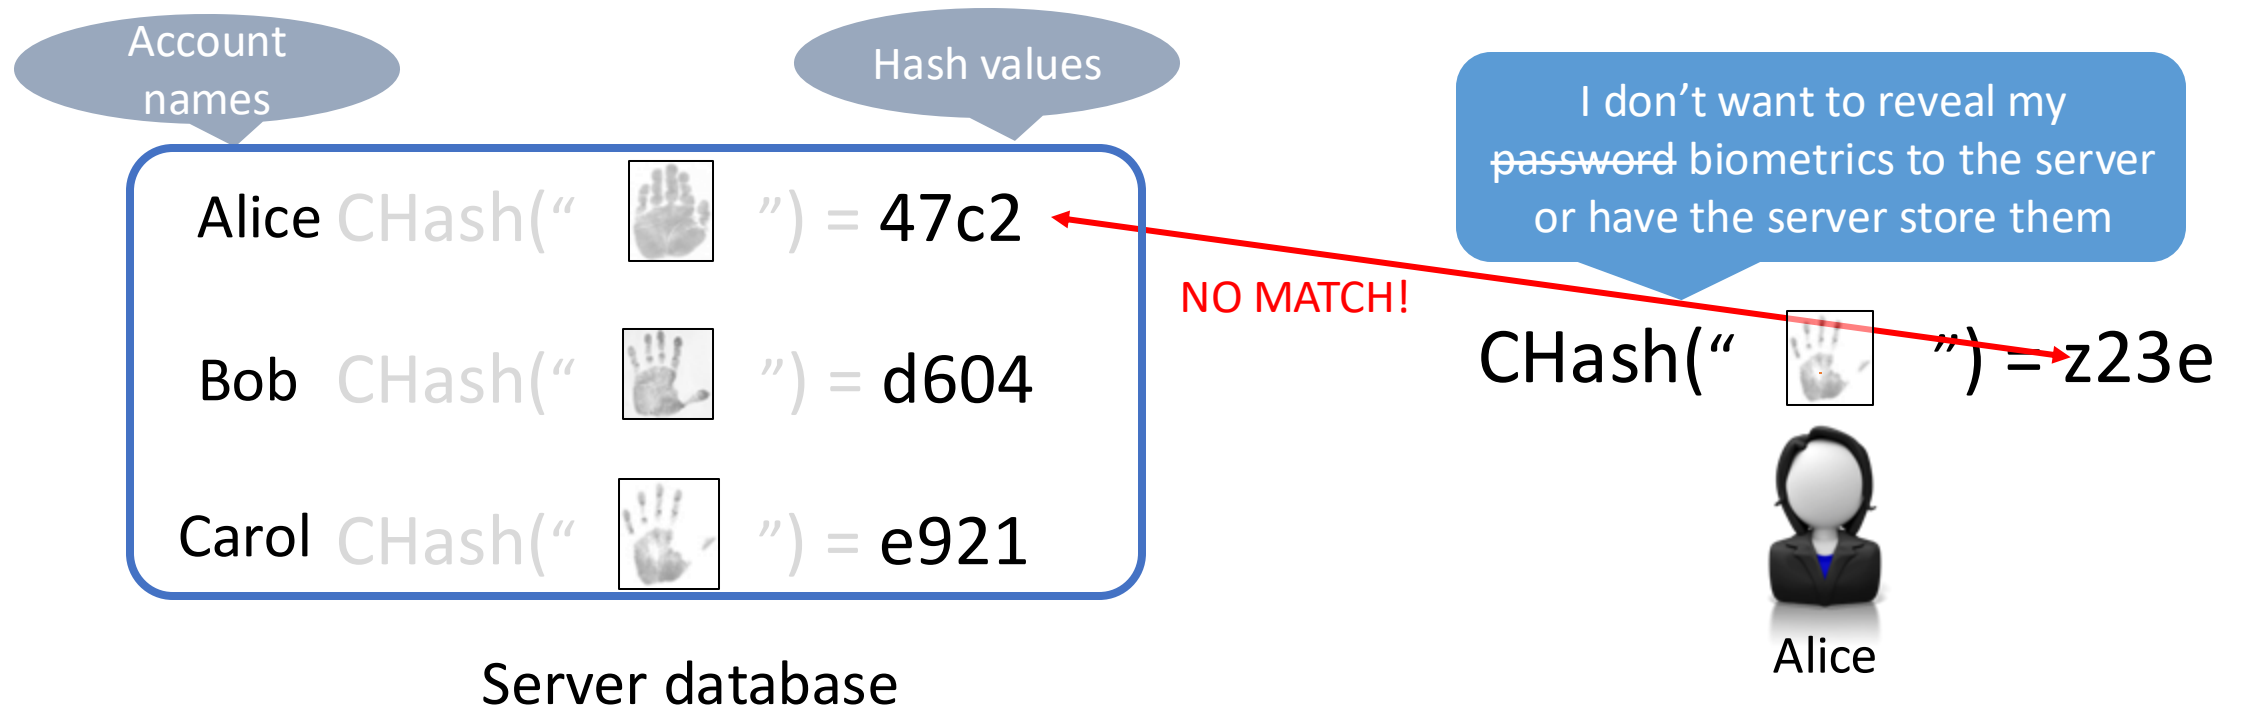 Account
names
Hash values
I don’t want to reveal my
password biometrics to the server
or have the server store them
Alice CHash(“ ”) = 47c2
NO MATCH!
CHash(“ ”) = z23e
Bob CHash(“ ”) = d604
Carol CHash(“ ”) = e921
Alice
Server database